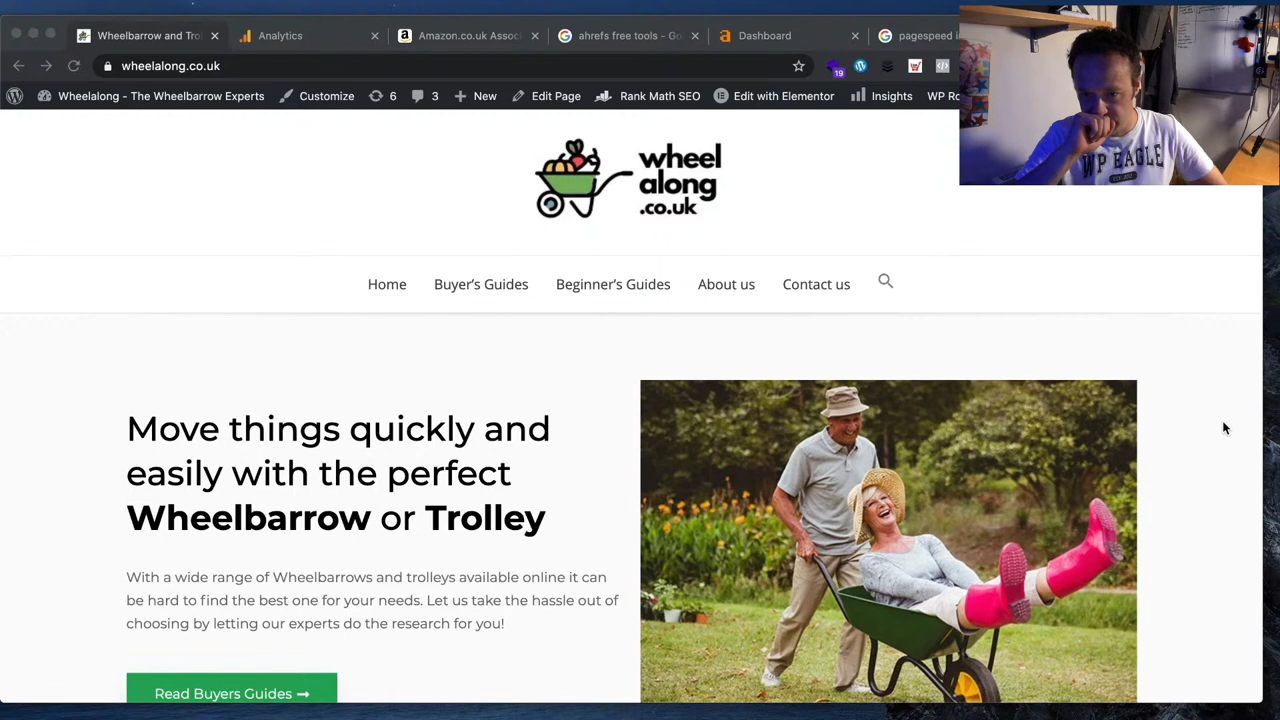 Wheelbarrow and Tro
Analytics
Amazon.co.uk Assoc
ahrefs free tools - Go
Dashboard
pagespeed i
wheelalong.co.uk
19
Wheelalong - The Wheelbarrow Experts
Customize
6
3
New
Edit Page
Rank Math SEO
Edit with Elementor
Insights
WP Ro
WP EAGLE
wheel
along
.co.uk
Home
Buyer's Guides
Beginner's Guides
About us
Contact us
Move things quickly and
easily with the perfect
Wheelbarrow or Trolley
With a wide range of Wheelbarrows and trolleys available online it can
be hard to find the best one for your needs. Let us take the hassle out of
choosing by letting our experts do the research for you!
Read Buyers Guides ➞